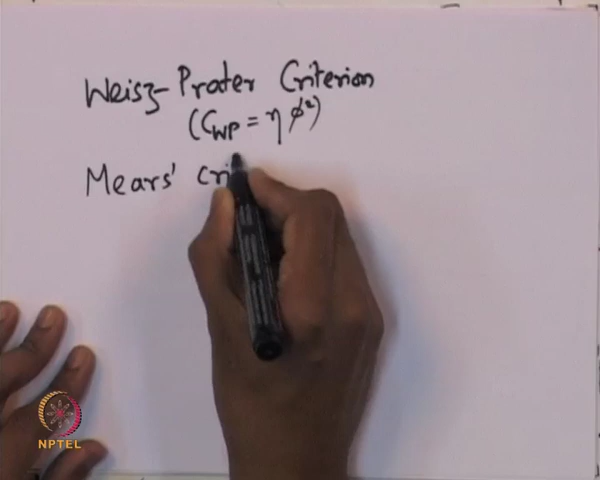 Weisz-Prater Criterion
(C_WP = η φ²)
Mears' cri
NPTEL